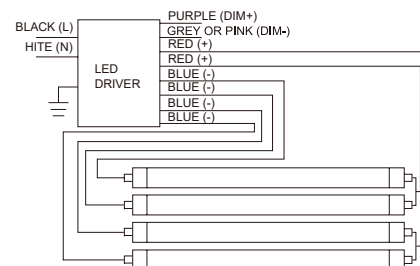 PURPLE (DIM+)
BLACK (L)
GREY OR PINK (DIM-)
RED (+)
HITE (N)
RED (+)
LED
DRIVER
BLUE (-)
BLUE (-)
BLUE (-)
BLUE (-)